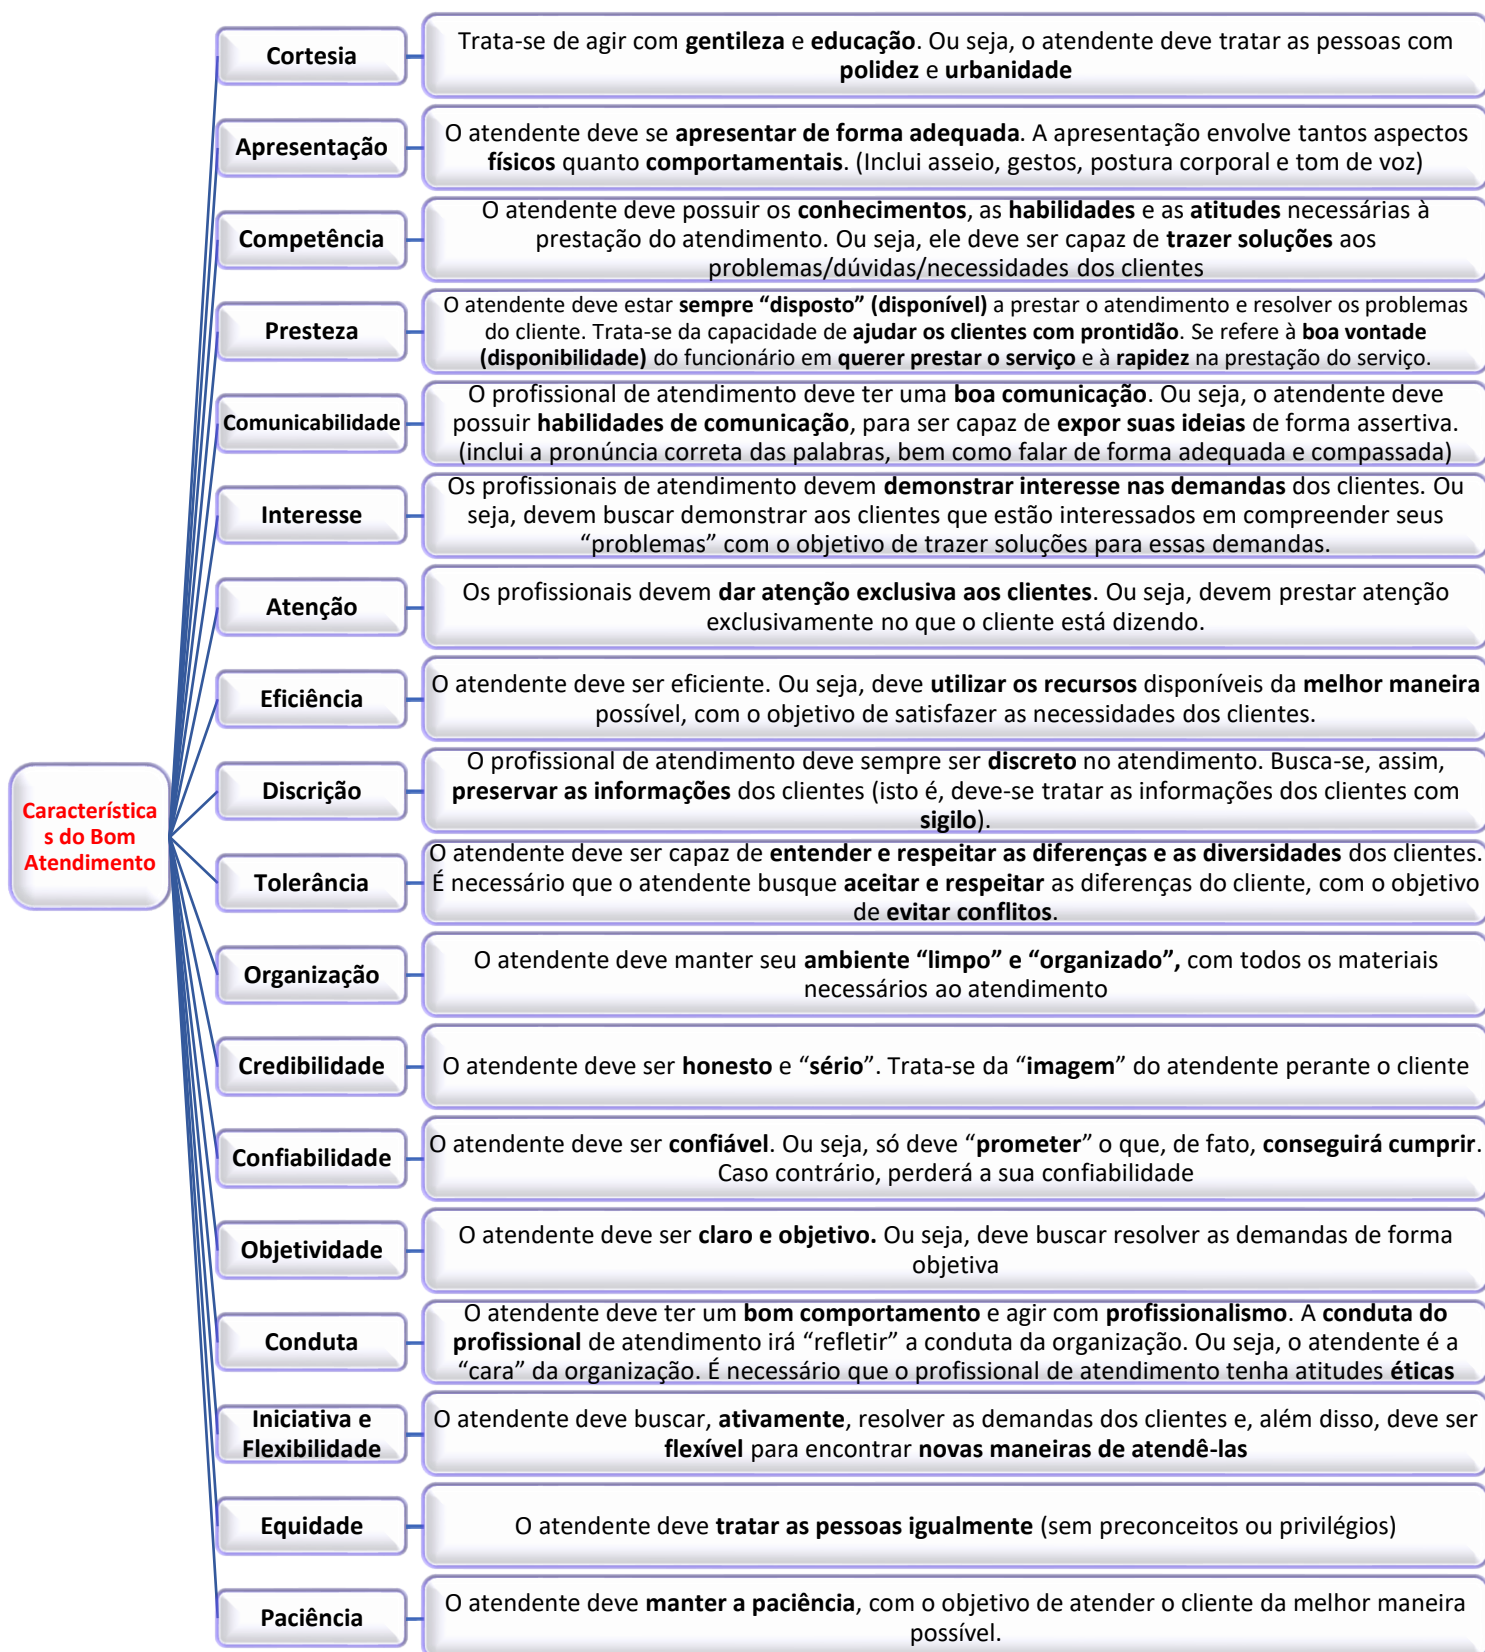 Cortesia
Trata-se de agir com gentileza e educação. Ou seja, o atendente deve tratar as pessoas com
polidez e urbanidade
Apresentação
O atendente deve se apresentar de forma adequada. A apresentação envolve tantos aspectos
físicos quanto comportamentais. (Inclui asseio, gestos, postura corporal e tom de voz)
Competência
O atendente deve possuir os conhecimentos, as habilidades e as atitudes necessárias à
prestação do atendimento. Ou seja, ele deve ser capaz de trazer soluções aos
problemas/dúvidas/necessidades dos clientes
Presteza
O atendente deve estar sempre “disposto” (disponível) a prestar o atendimento e resolver os problemas
do cliente. Trata-se da capacidade de ajudar os clientes com prontidão. Se refere à boa vontade
(disponibilidade) do funcionário em querer prestar o serviço e à rapidez na prestação do serviço.
Comunicabilidade
O profissional de atendimento deve ter uma boa comunicação. Ou seja, o atendente deve
possuir habilidades de comunicação, para ser capaz de expor suas ideias de forma assertiva.
(inclui a pronúncia correta das palavras, bem como falar de forma adequada e compassada)
Interesse
Os profissionais de atendimento devem demonstrar interesse nas demandas dos clientes. Ou
seja, devem buscar demonstrar aos clientes que estão interessados em compreender seus
“problemas” com o objetivo de trazer soluções para essas demandas.
Atenção
Os profissionais devem dar atenção exclusiva aos clientes. Ou seja, devem prestar atenção
exclusivamente no que o cliente está dizendo.
Eficiência
O atendente deve ser eficiente. Ou seja, deve utilizar os recursos disponíveis da melhor maneira
possível, com o objetivo de satisfazer as necessidades dos clientes.
Discrição
O profissional de atendimento deve sempre ser discreto no atendimento. Busca-se, assim,
preservar as informações dos clientes (isto é, deve-se tratar as informações dos clientes com
sigilo).
Característica
s do Bom
Atendimento
Tolerância
O atendente deve ser capaz de entender e respeitar as diferenças e as diversidades dos clientes.
É necessário que o atendente busque aceitar e respeitar as diferenças do cliente, com o objetivo
de evitar conflitos.
Organização
O atendente deve manter seu ambiente “limpo” e “organizado”, com todos os materiais
necessários ao atendimento
Credibilidade
O atendente deve ser honesto e “sério”. Trata-se da “imagem” do atendente perante o cliente
Confiabilidade
O atendente deve ser confiável. Ou seja, só deve “prometer” o que, de fato, conseguirá cumprir.
Caso contrário, perderá a sua confiabilidade
Objetividade
O atendente deve ser claro e objetivo. Ou seja, deve buscar resolver as demandas de forma
objetiva
Conduta
O atendente deve ter um bom comportamento e agir com profissionalismo. A conduta do
profissional de atendimento irá “refletir” a conduta da organização. Ou seja, o atendente é a
“cara” da organização. É necessário que o profissional de atendimento tenha atitudes éticas
Iniciativa e
Flexibilidade
O atendente deve buscar, ativamente, resolver as demandas dos clientes e, além disso, deve ser
flexível para encontrar novas maneiras de atendê-las
Equidade
O atendente deve tratar as pessoas igualmente (sem preconceitos ou privilégios)
Paciência
O atendente deve manter a paciência, com o objetivo de atender o cliente da melhor maneira
possível.